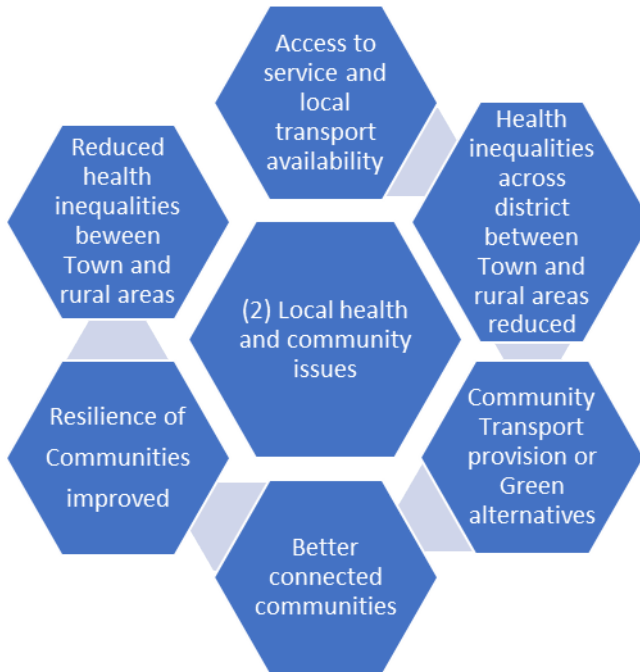 Access to
service and
local
transport
availability
Health
inequalities
across
district
between
Town and
rural areas
reduced
Community
Transport
provision or
Green
alternatives
Better
connected
communities
Resilience of
Communities
improved
Reduced
health
inequalities
beween
Town and
rural areas
(2) Local health
and community
issues